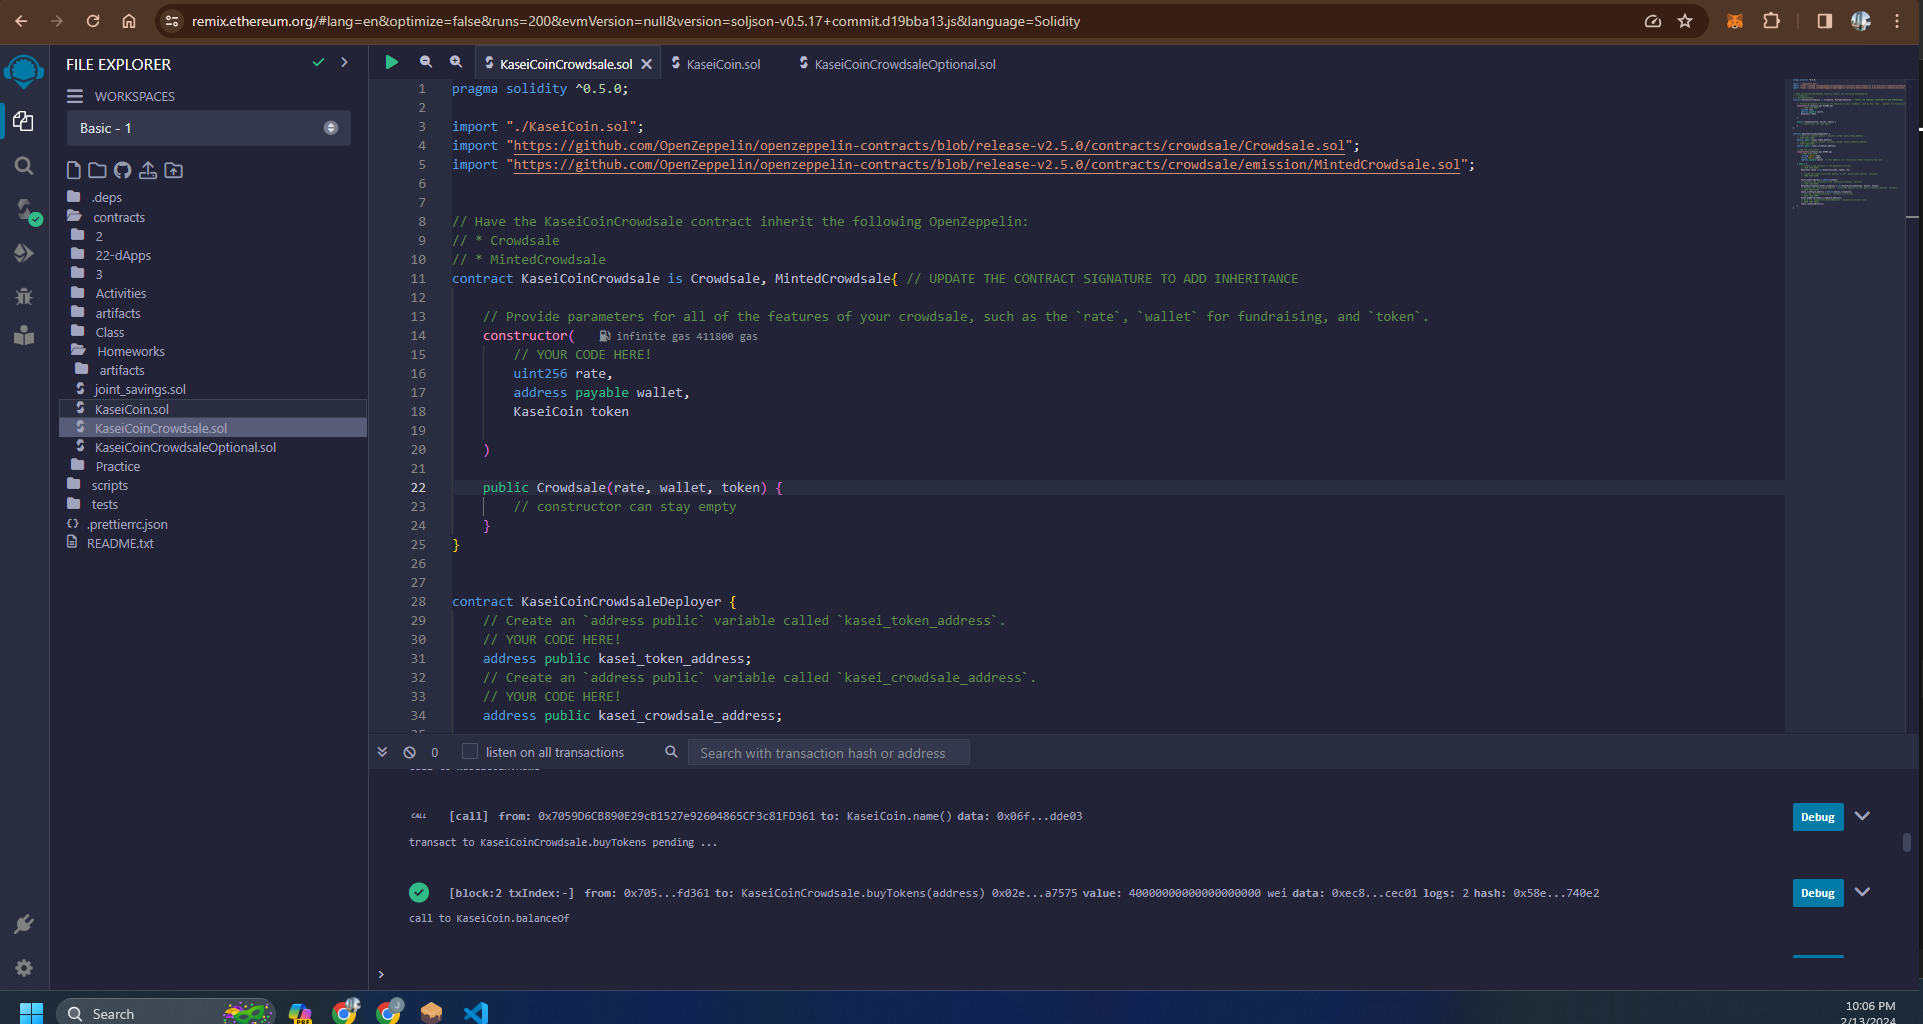 remix.ethereum.org/#lang=en&optimize=false&runs=200&evmVersion=null&version=soljson-v0.5.17+commit.d19bba13.js&language=Solidity
FILE EXPLORER
WORKSPACES
Basic - 1
.deps
contracts
2
22-dApps
3
Activities
artifacts
Class
Homeworks
artifacts
joint_savings.sol
KaseiCoin.sol
KaseiCoinCrowdsale.sol
KaseiCoinCrowdsaleOptional.sol
Practice
scripts
tests
.prettierrc.json
README.txt
KaseiCoinCrowdsale.sol
KaseiCoin.sol
KaseiCoinCrowdsaleOptional.sol
1 pragma solidity ^0.5.0;
2
3 import "./KaseiCoin.sol";
4 import "https://github.com/OpenZeppelin/openzeppelin-contracts/blob/release-v2.5.0/contracts/crowdsale/Crowdsale.sol";
5 import "https://github.com/OpenZeppelin/openzeppelin-contracts/blob/release-v2.5.0/contracts/crowdsale/emission/MintedCrowdsale.sol";
6
7
8 // Have the KaseiCoinCrowdsale contract inherit the following OpenZeppelin:
9 // * Crowdsale
10 // * MintedCrowdsale
11 contract KaseiCoinCrowdsale is Crowdsale, MintedCrowdsale{ // UPDATE THE CONTRACT SIGNATURE TO ADD INHERITANCE
12
13 // Provide parameters for all of the features of your crowdsale, such as the `rate`, `wallet` for fundraising, and `token`.
14 constructor( infinite gas 411800 gas
15 // YOUR CODE HERE!
16 uint256 rate,
17 address payable wallet,
18 KaseiCoin token
19
20 )
21
22 public Crowdsale(rate, wallet, token) {
23 // constructor can stay empty
24 }
25 }
26
27
28 contract KaseiCoinCrowdsaleDeployer {
29 // Create an `address public` variable called `kasei_token_address`.
30 // YOUR CODE HERE!
31 address public kasei_token_address;
32 // Create an `address public` variable called `kasei_crowdsale_address`.
33 // YOUR CODE HERE!
34 address public kasei_crowdsale_address;
0 listen on all transactions Search with transaction hash or address
CALL [call] from: 0x7059D6CB890E29cB1527e92604865CF3c81FD361 to: KaseiCoin.name() data: 0x06f...dde03 Debug
transact to KaseiCoinCrowdsale.buyTokens pending ...
[block:2 txIndex:-] from: 0x705...fd361 to: KaseiCoinCrowdsale.buyTokens(address) 0x02e...a7575 value: 40000000000000000000 wei data: 0xec8...cec01 logs: 2 hash: 0x58e...740e2 Debug
call to KaseiCoin.balanceOf
>
Search
10:06 PM
2/13/2024